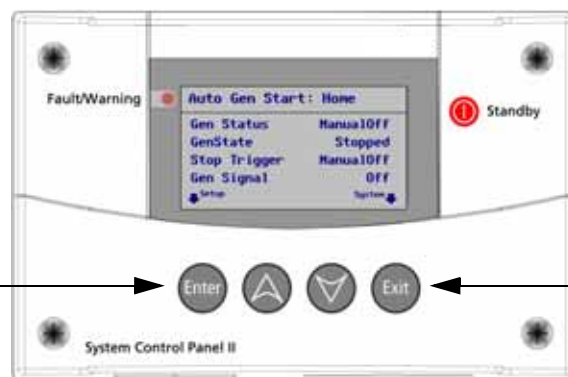 Fault/Warning
Auto Gen Start: Home
Gen Status ManualOff
GenState Stopped
Stop Trigger ManualOff
Gen Signal Off
Setup System
Standby
Enter Exit
System Control Panel II